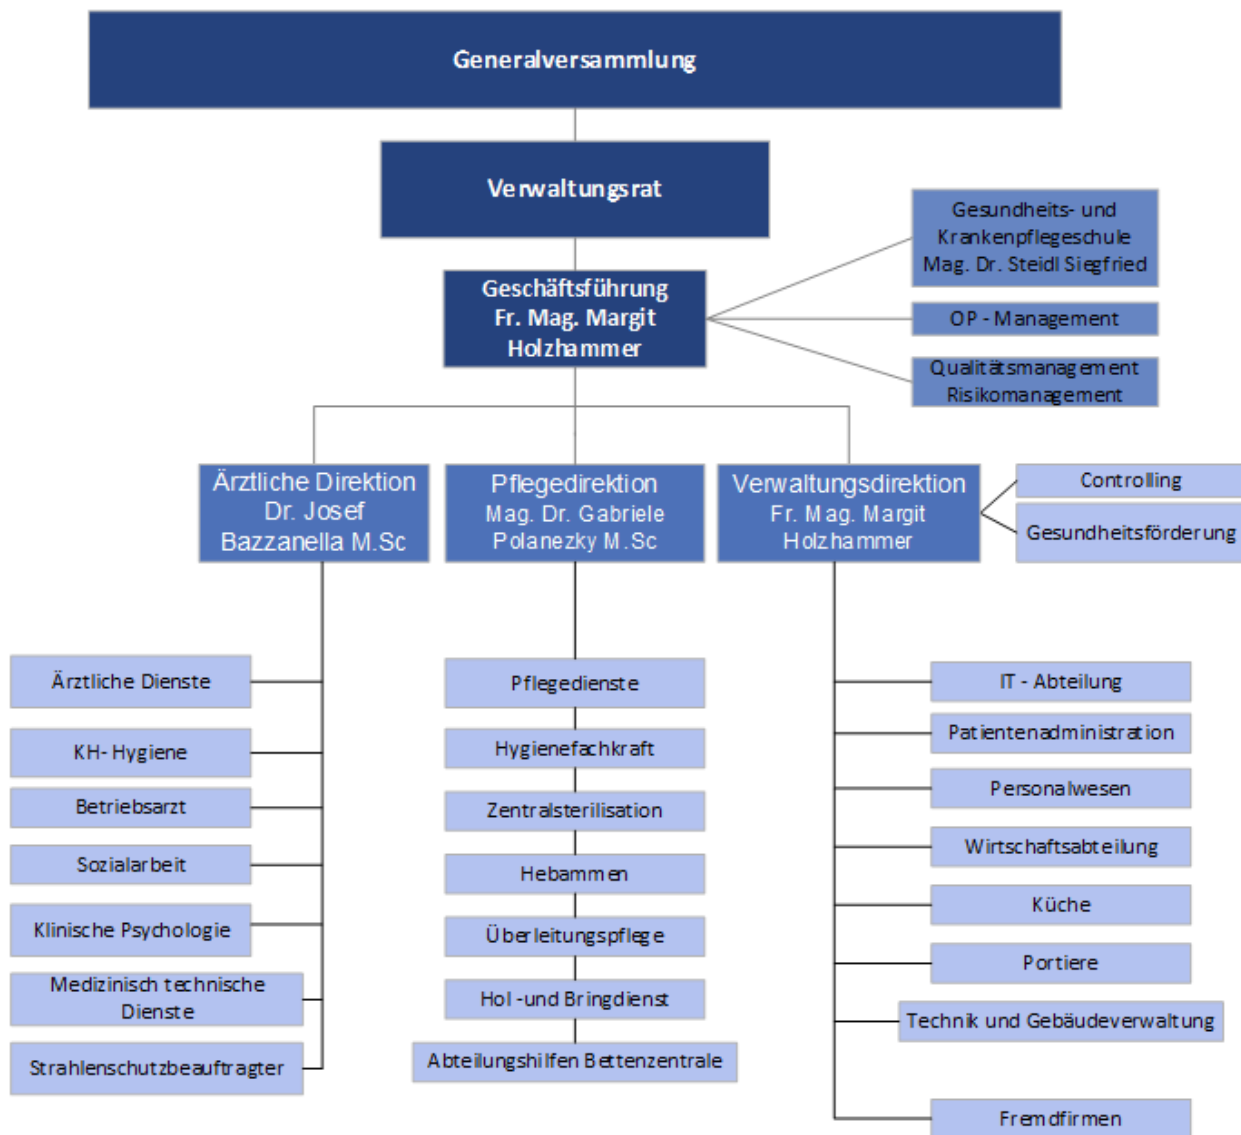 Generalversammlung
Verwaltungsrat
Gesundheits- und
Krankenpflegeschule
Mag. Dr. Steidl Siegfried
Geschäftsführung
Fr. Mag. Margit
Holzhammer
OP - Management
Qualitätsmanagement
Risikomanagement
Ärztliche Direktion
Dr. Josef
Bazzanella M.Sc
Pflegedirektion
Mag. Dr. Gabriele
Polanezky M.Sc
Verwaltungsdirektion
Fr. Mag. Margit
Holzhammer
Controlling
Gesundheitsförderung
Ärztliche Dienste
KH- Hygiene
Betriebsarzt
Sozialarbeit
Klinische Psychologie
Medizinisch technische
Dienste
Strahlenschutzbeauftragter
Pflegedienste
Hygienefachkraft
Zentralsterilisation
Hebammen
Überleitungspflege
Hol -und Bringdienst
Abteilungshilfen Bettenzentrale
IT - Abteilung
Patientenadministration
Personalwesen
Wirtschaftsabteilung
Küche
Portiere
Technik und Gebäudeverwaltung
Fremdfirmen